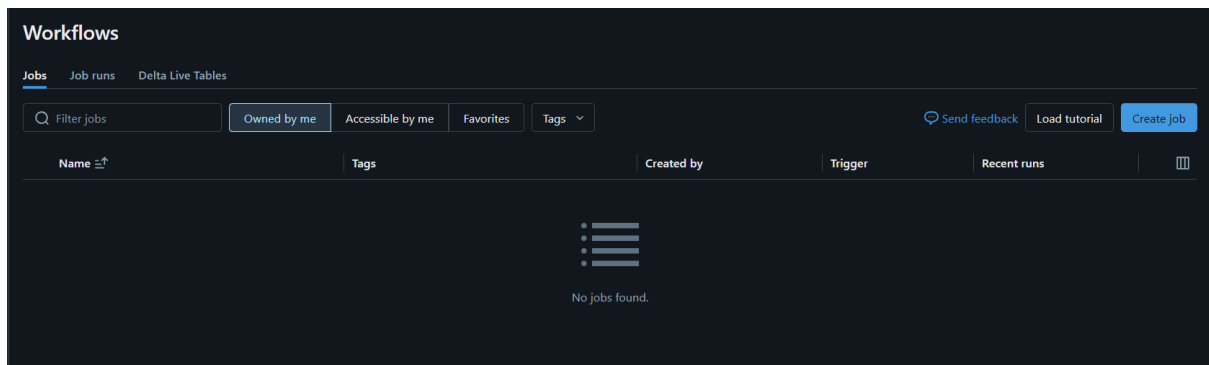 Workflows
Jobs Job runs Delta Live Tables
Filter jobs Owned by me Accessible by me Favorites Tags Send feedback Load tutorial Create job
Name Tags Created by Trigger Recent runs
No jobs found.